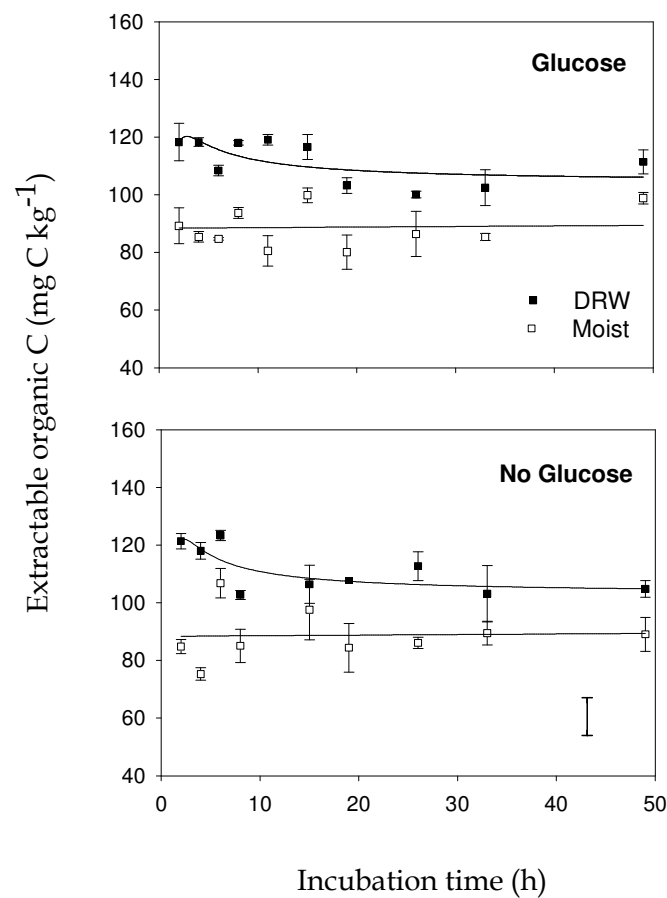 160
140
120
100
80
60
40
Glucose
DRW
Moist
Extractable organic C (mg C kg-1)
160
140
120
100
80
60
40
No Glucose
0 10 20 30 40 50
Incubation time (h)